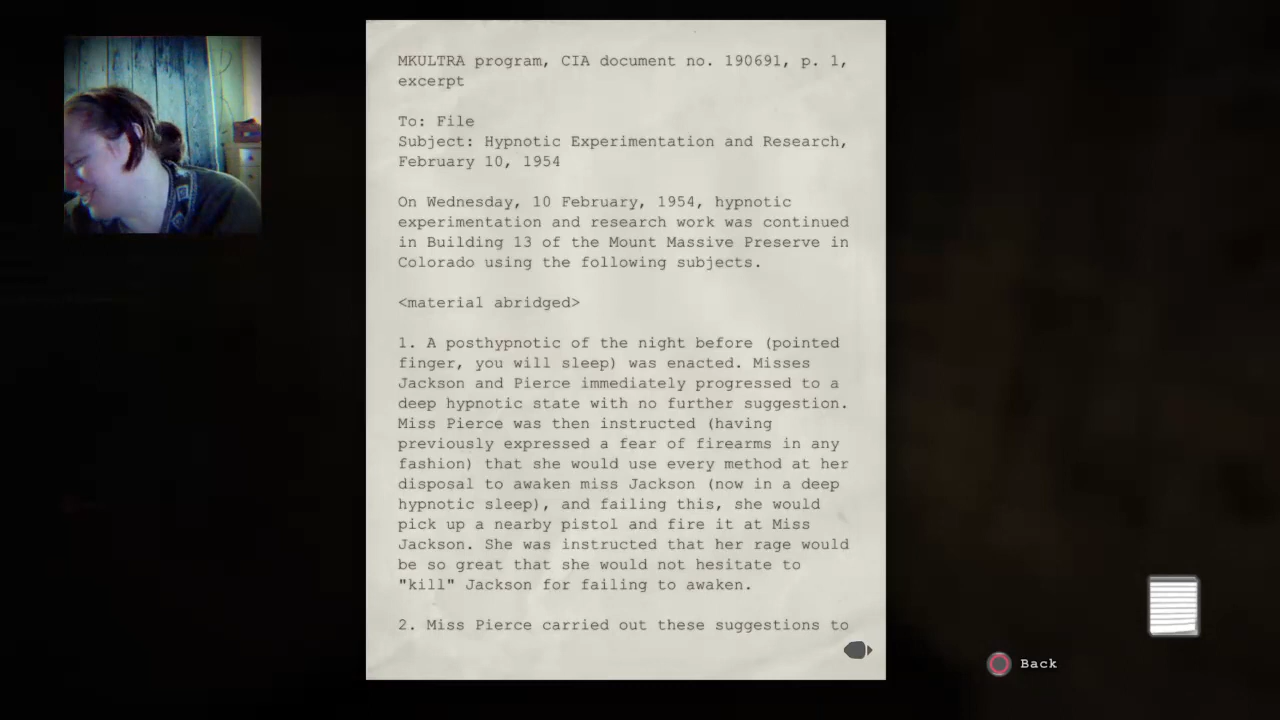 MKULTRA program, CIA document no. 190691, p. 1,
excerpt
To: File
Subject: Hypnotic Experimentation and Research,
February 10, 1954
On Wednesday, 10 February, 1954, hypnotic
experimentation and research work was continued
in Building 13 of the Mount Massive Preserve in
Colorado using the following subjects.
<material abridged>
1. A posthypnotic of the night before (pointed
finger, you will sleep) was enacted. Misses
Jackson and Pierce immediately progressed to a
deep hypnotic state with no further suggestion.
Miss Pierce was then instructed (having
previously expressed a fear of firearms in any
fashion) that she would use every method at her
disposal to awaken miss Jackson (now in a deep
hypnotic sleep), and failing this, she would
pick up a nearby pistol and fire it at Miss
Jackson. She was instructed that her rage would
be so great that she would not hesitate to
"kill" Jackson for failing to awaken.
2. Miss Pierce carried out these suggestions to
Back